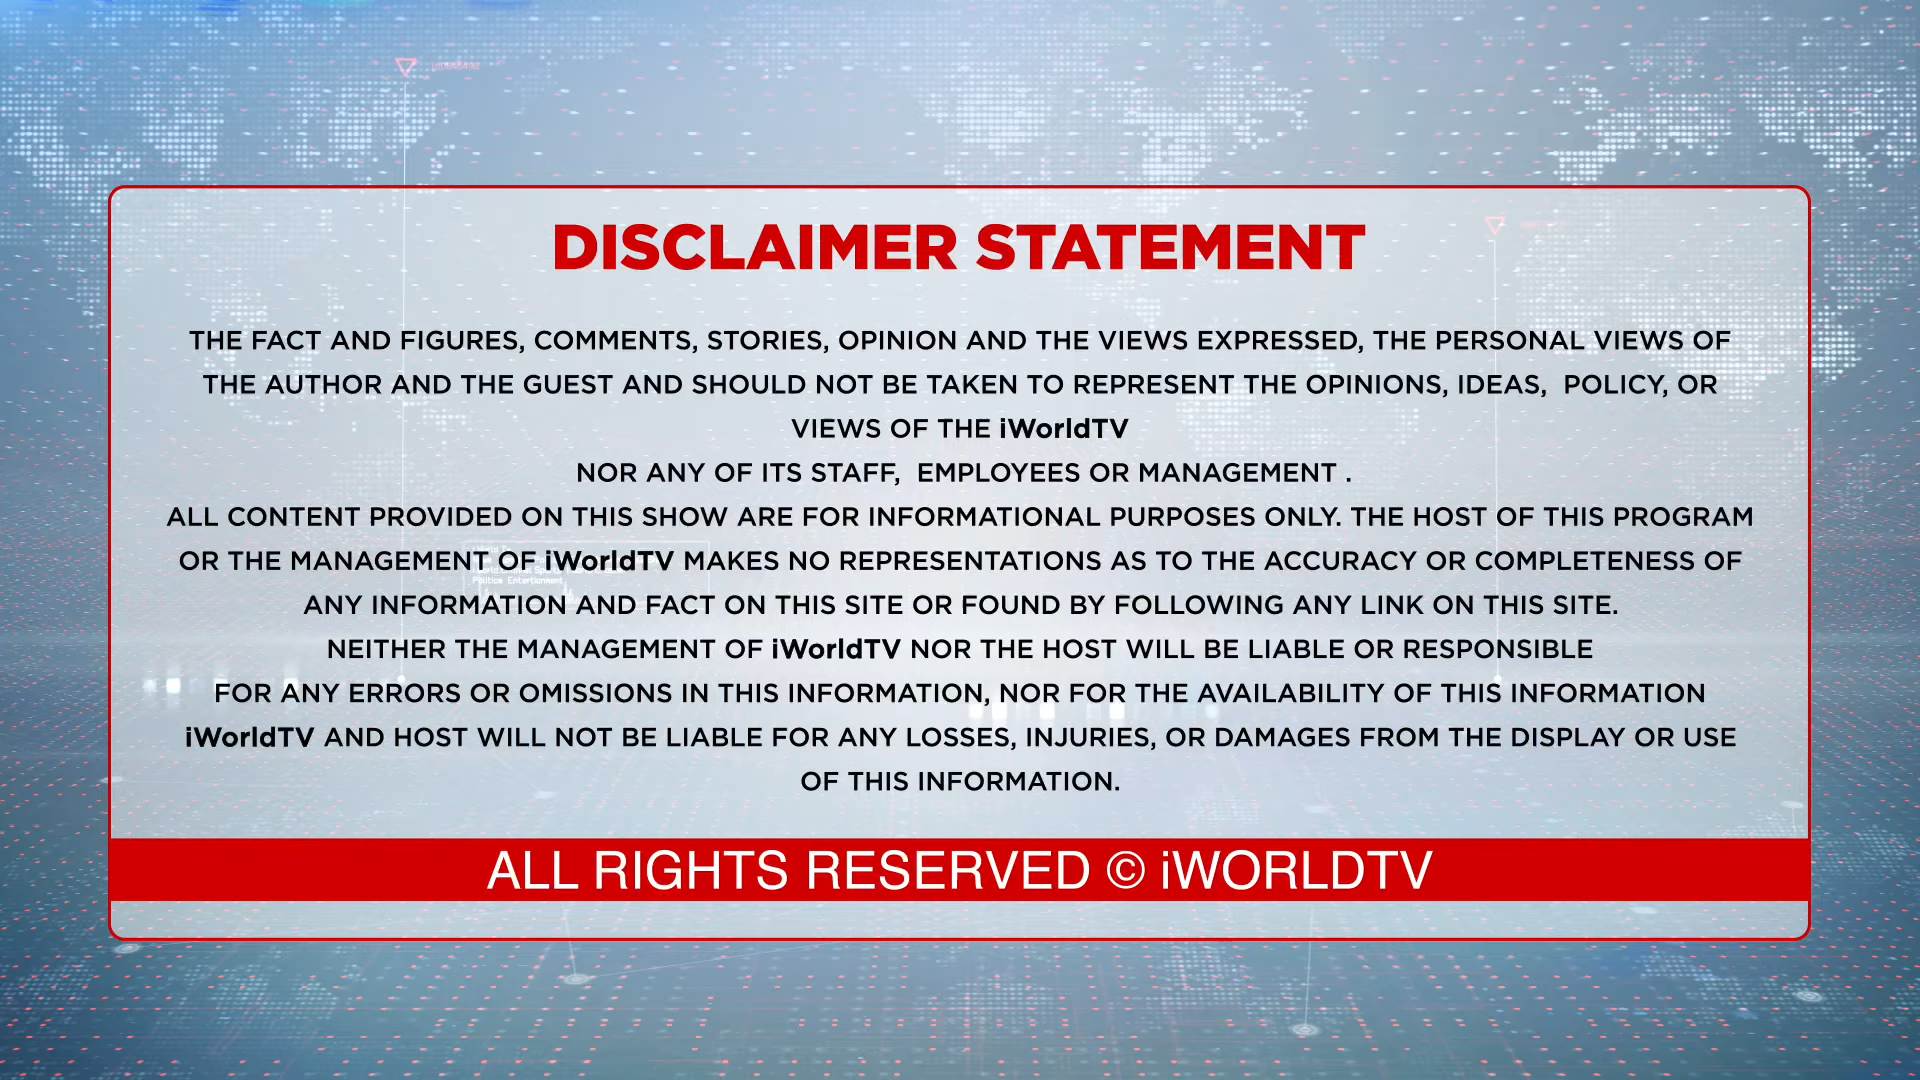 DISCLAIMER STATEMENT
THE FACT AND FIGURES, COMMENTS, STORIES, OPINION AND THE VIEWS EXPRESSED, THE PERSONAL VIEWS OF
THE AUTHOR AND THE GUEST AND SHOULD NOT BE TAKEN TO REPRESENT THE OPINIONS, IDEAS,  POLICY, OR
VIEWS OF THE iWorldTV
NOR ANY OF ITS STAFF,  EMPLOYEES OR MANAGEMENT .
ALL CONTENT PROVIDED ON THIS SHOW ARE FOR INFORMATIONAL PURPOSES ONLY. THE HOST OF THIS PROGRAM
OR THE MANAGEMENT OF iWorldTV MAKES NO REPRESENTATIONS AS TO THE ACCURACY OR COMPLETENESS OF
Politice Entertionment
ANY INFORMATION AND FACT ON THIS SITE OR FOUND BY FOLLOWING ANY LINK ON THIS SITE.
NEITHER THE MANAGEMENT OF iWorldTV NOR THE HOST WILL BE LIABLE OR RESPONSIBLE
FOR ANY ERRORS OR OMISSIONS IN THIS INFORMATION, NOR FOR THE AVAILABILITY OF THIS INFORMATION
iWorldTV AND HOST WILL NOT BE LIABLE FOR ANY LOSSES, INJURIES, OR DAMAGES FROM THE DISPLAY OR USE
OF THIS INFORMATION.
ALL RIGHTS RESERVED © iWORLDTV